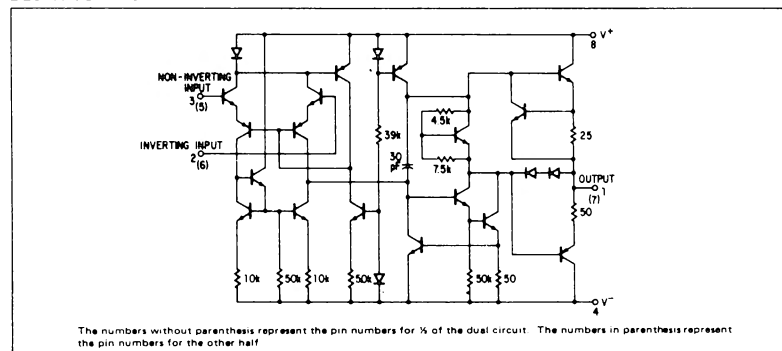 V+
8
NON-INVERTING
INPUT
3
(5)
INVERTING INPUT
2
(6)
4.5k
39k
25
30
pF
7.5k
OUTPUT
1
(7)
50
10k
50k
10k
50k
50k
50
V-
4
The numbers without parenthesis represent the pin numbers for ½ of the dual circuit. The numbers in parenthesis represent
the pin numbers for the other half